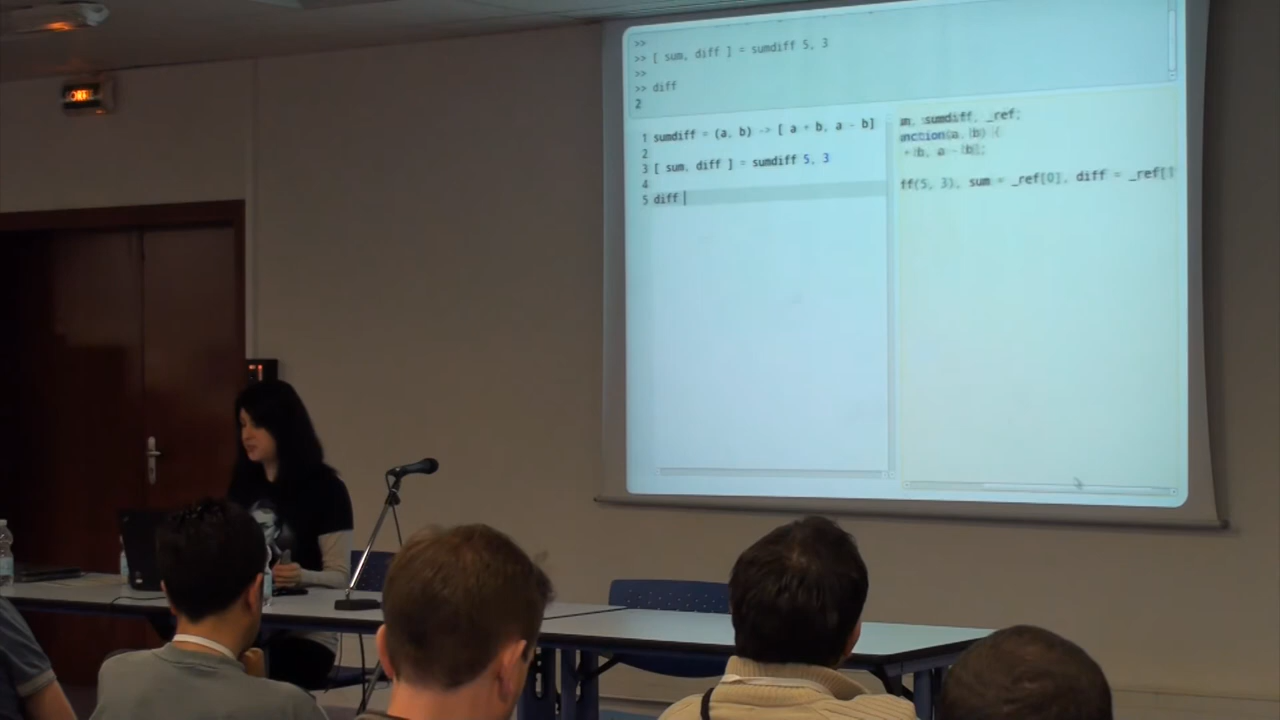 >>
>> [ sum, diff ] = sumdiff 5, 3
>>
>> diff
2
1 sumdiff = (a, b) -> [ a + b, a - b]
2
3 [ sum, diff ] = sumdiff 5, 3
4
5 diff
sumdiff, _ref;
nction(a, b) {
+ b, a - b];
ff(5, 3), sum = _ref[0], diff = _ref[